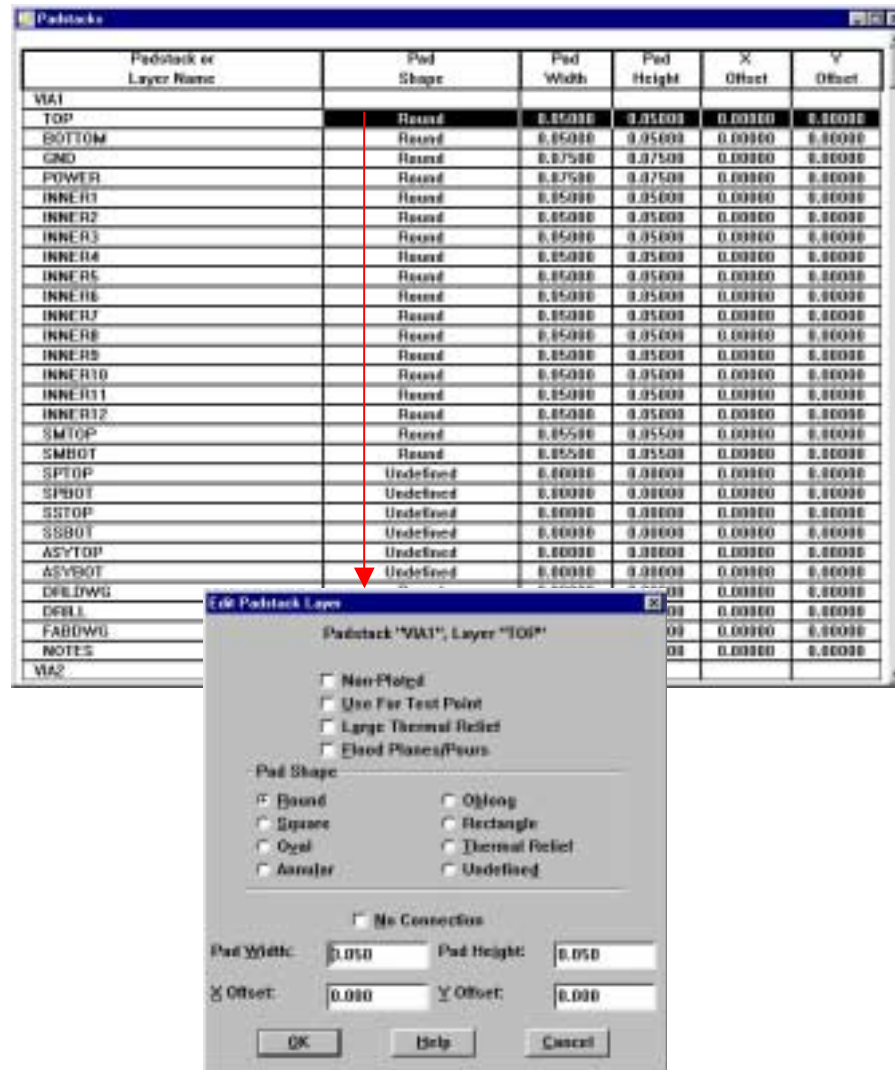 Padstacks
Padstack or Layer Name Pad Shape Pad Width Pad Height X Offset Y Offset
VIA1
TOP Round 0.05000 0.05000 0.00000 0.00000
BOTTOM Round 0.05000 0.05000 0.00000 0.00000
GND Round 0.07500 0.07500 0.00000 0.00000
POWER Round 0.07500 0.07500 0.00000 0.00000
INNER1 Round 0.05000 0.05000 0.00000 0.00000
INNER2 Round 0.05000 0.05000 0.00000 0.00000
INNER3 Round 0.05000 0.05000 0.00000 0.00000
INNER4 Round 0.05000 0.05000 0.00000 0.00000
INNER5 Round 0.05000 0.05000 0.00000 0.00000
INNER6 Round 0.05000 0.05000 0.00000 0.00000
INNER7 Round 0.05000 0.05000 0.00000 0.00000
INNER8 Round 0.05000 0.05000 0.00000 0.00000
INNER9 Round 0.05000 0.05000 0.00000 0.00000
INNER10 Round 0.05000 0.05000 0.00000 0.00000
INNER11 Round 0.05000 0.05000 0.00000 0.00000
INNER12 Round 0.05000 0.05000 0.00000 0.00000
SMTOP Round 0.05500 0.05500 0.00000 0.00000
SMBOT Round 0.05500 0.05500 0.00000 0.00000
SPTOP Undefined 0.00000 0.00000 0.00000 0.00000
SPBOT Undefined 0.00000 0.00000 0.00000 0.00000
SSTOP Undefined 0.00000 0.00000 0.00000 0.00000
SSBOT Undefined 0.00000 0.00000 0.00000 0.00000
ASYTOP Undefined 0.00000 0.00000 0.00000 0.00000
ASYBOT Undefined 0.00000 0.00000 0.00000 0.00000
DRLDWG 0.00000 0.00000
DRILL 0.00000 0.00000
FABDWG 0.00000 0.00000
NOTES 0.00000 0.00000
VIA2
Edit Padstack Layer
Padstack "VIA1", Layer "TOP"
Non-Plated
Use For Test Point
Large Thermal Relief
Flood Planes/Pours
Pad Shape
Round Oblong
Square Rectangle
Oval Thermal Relief
Annular Undefined
No Connection
Pad Width: 0.050 Pad Height: 0.050
X Offset: 0.000 Y Offset: 0.000
OK Help Cancel